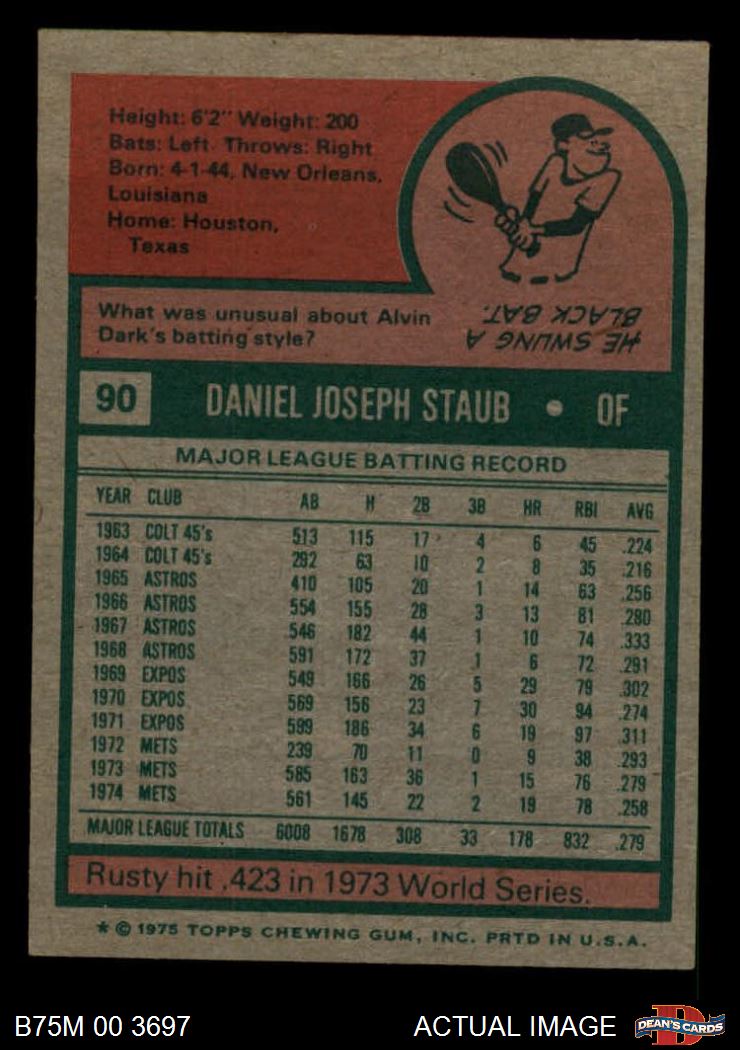 Height: 6'2" Weight: 200
Bats: Left Throws: Right
Born: 4-1-44, New Orleans,
Louisiana
Home: Houston,
Texas
What was unusual about Alvin
Dark's batting style?
HE SWUNG A
BLACK BAT.
90 DANIEL JOSEPH STAUB • OF
MAJOR LEAGUE BATTING RECORD
YEAR CLUB AB H 2B 3B HR RBI AVG
1963 COLT 45's 513 115 17 4 6 45 .224
1964 COLT 45's 292 63 10 2 8 35 .216
1965 ASTROS 410 105 20 1 14 63 .256
1966 ASTROS 554 155 28 3 13 81 .280
1967 ASTROS 546 182 44 1 10 74 .333
1968 ASTROS 591 172 37 1 6 72 .291
1969 EXPOS 549 166 26 5 29 79 .302
1970 EXPOS 569 156 23 7 30 94 .274
1971 EXPOS 599 186 34 6 19 97 .311
1972 METS 239 70 11 0 9 38 .293
1973 METS 585 163 36 1 15 76 .279
1974 METS 561 145 22 2 19 78 .258
MAJOR LEAGUE TOTALS 6008 1678 308 33 178 832 .279
Rusty hit .423 in 1973 World Series.
* © 1975 TOPPS CHEWING GUM, INC. PRTD IN U.S.A.
B75M 00 3697 ACTUAL IMAGE
D
DEAN'S CARDS